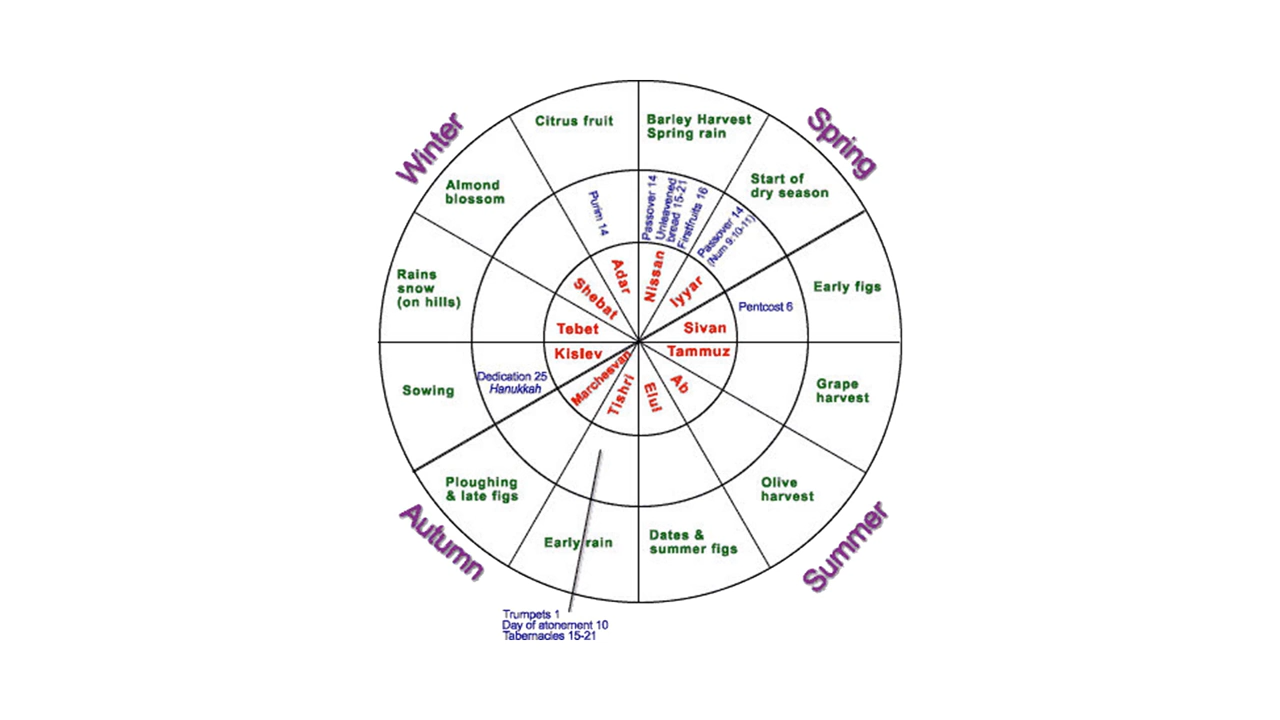 Winter
Spring
Citrus fruit
Barley Harvest
Spring rain
Almond
blossom
Start of
dry season
Purim 14
Passover 14
Unleavened
bread 15-21
Firstfruits 16
Passover 14
(Num 9:10-11)
Rains
snow
(on hills)
Early figs
Adar
Nissan
Shebat
Iyyar
Pentcost 6
Tebet
Sivan
Kislev
Tammuz
Dedication 25
Hanukkah
Marchesvan
Tishri
Elul
Ab
Sowing
Grape
harvest
Ploughing
& late figs
Olive
harvest
Early rain
Dates &
summer figs
Autumn
Summer
Trumpets 1
Day of atonement 10
Tabernacles 15-21